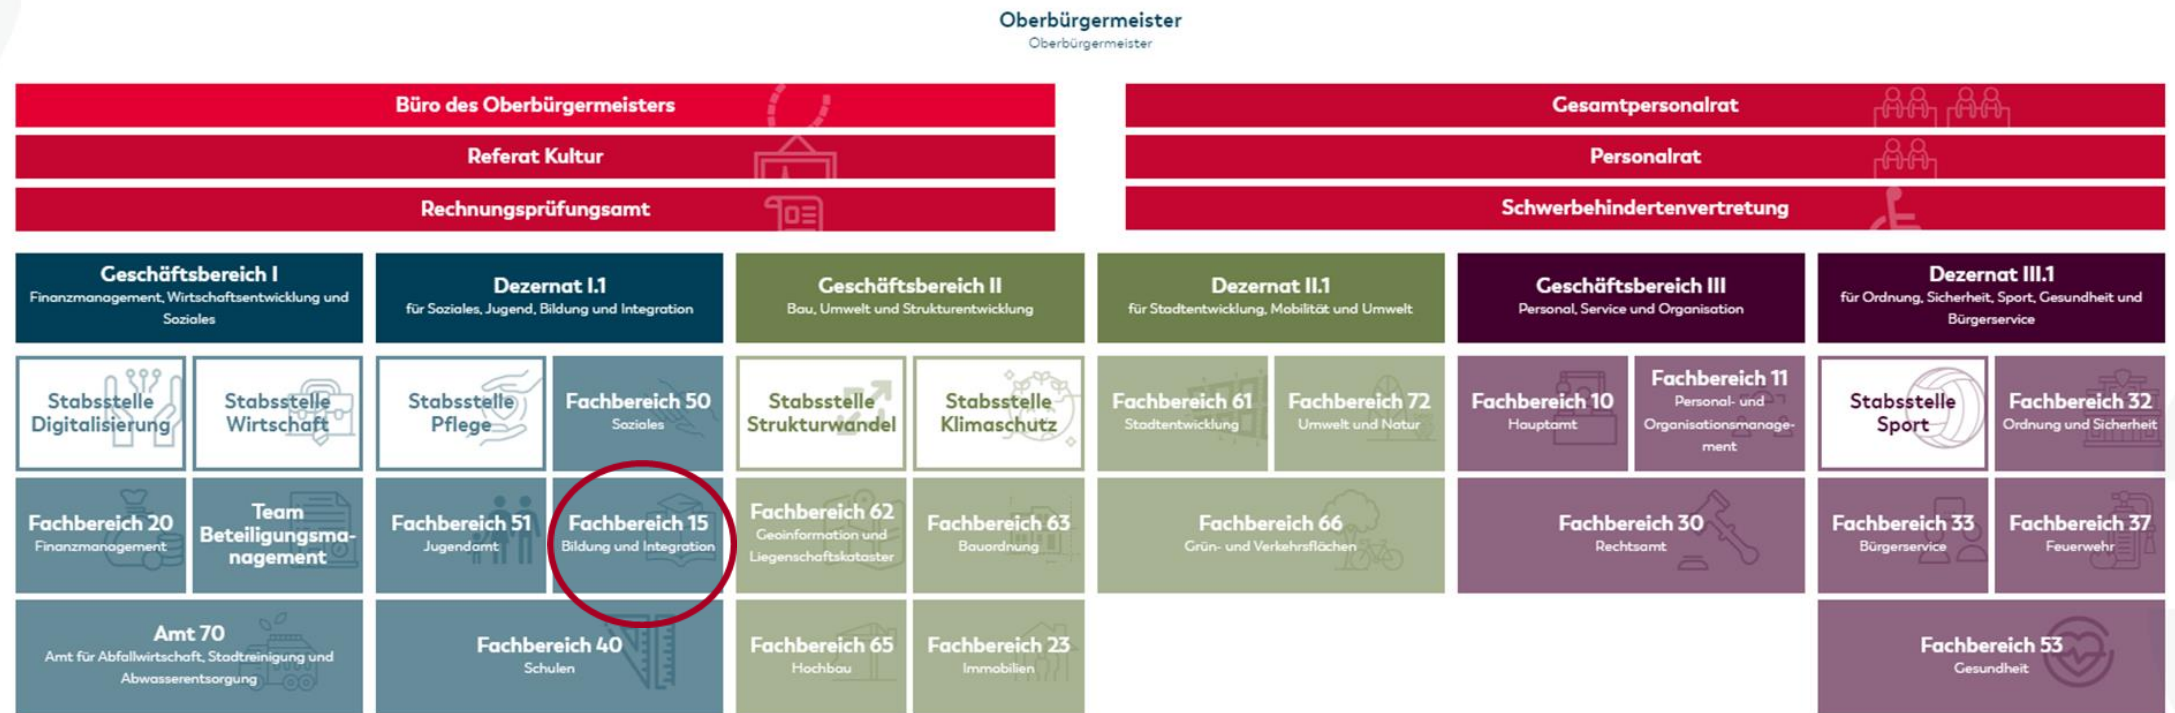 Oberbürgermeister
Oberbürgermeister
Büro des Oberbürgermeisters
Referat Kultur
Rechnungsprüfungsamt
Gesamtpersonalrat
Personalrat
Schwerbehindertenvertretung
Geschäftsbereich I
Finanzmanagement, Wirtschaftsentwicklung und
Soziales
Stabsstelle
Digitalisierung
Stabsstelle
Wirtschaft
Fachbereich 20
Finanzmanagement
Team
Beteiligungsma-
nagement
Amt 70
Amt für Abfallwirtschaft, Stadtreinigung und
Abwasserentsorgung
Dezernat I.1
für Soziales, Jugend, Bildung und Integration
Stabsstelle
Pflege
Fachbereich 50
Soziales
Fachbereich 51
Jugendamt
Fachbereich 15
Bildung und Integration
Fachbereich 40
Schulen
Geschäftsbereich II
Bau, Umwelt und Strukturentwicklung
Stabsstelle
Strukturwandel
Stabsstelle
Klimaschutz
Fachbereich 62
Geoinformation und
Liegenschaftskataster
Fachbereich 63
Bauordnung
Fachbereich 65
Hochbau
Fachbereich 23
Immobilien
Dezernat II.1
für Stadtentwicklung, Mobilität und Umwelt
Fachbereich 61
Stadtentwicklung
Fachbereich 72
Umwelt und Natur
Fachbereich 66
Grün- und Verkehrsflächen
Geschäftsbereich III
Personal, Service und Organisation
Fachbereich 10
Hauptamt
Fachbereich 11
Personal- und
Organisationsmanage-
ment
Fachbereich 30
Rechtsamt
Dezernat III.1
für Ordnung, Sicherheit, Sport, Gesundheit und
Bürgerservice
Stabsstelle
Sport
Fachbereich 32
Ordnung und Sicherheit
Fachbereich 33
Bürgerservice
Fachbereich 37
Feuerwehr
Fachbereich 53
Gesundheit